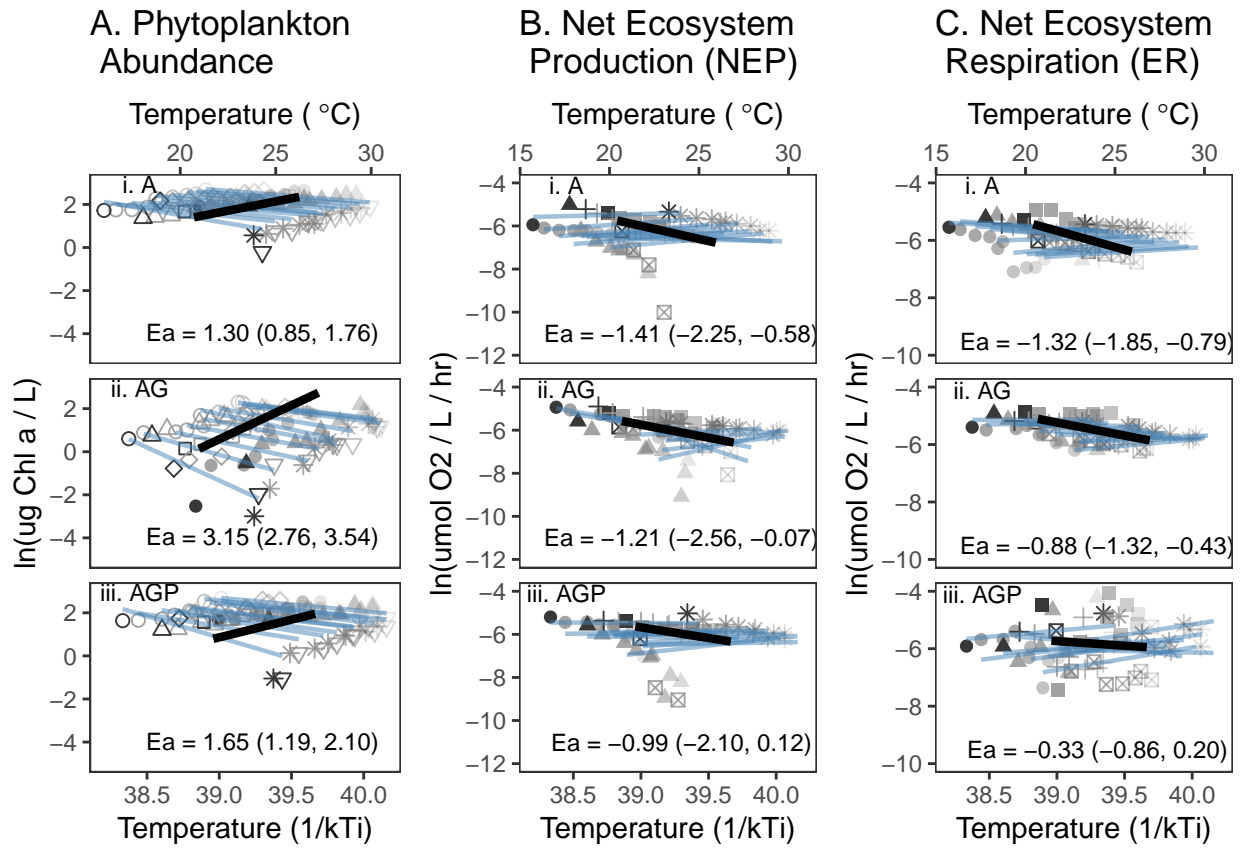 A. Phytoplankton
Abundance
B. Net Ecosystem
Production (NEP)
C. Net Ecosystem
Respiration (ER)
Temperature ( °C)
Temperature ( °C)
Temperature ( °C)
20 25 30
15 20 25 30
15 20 25 30
i. A
2
0
−2
−4
Ea = 1.30 (0.85, 1.76)
ii. AG
2
0
−2
−4
Ea = 3.15 (2.76, 3.54)
iii. AGP
2
0
−2
−4
Ea = 1.65 (1.19, 2.10)
ln(ug Chl a / L)
38.5 39.0 39.5 40.0
Temperature (1/kTi)
i. A
−4
−6
−8
−10
−12
Ea = −1.41 (−2.25, −0.58)
ii. AG
−4
−6
−8
−10
−12
Ea = −1.21 (−2.56, −0.07)
iii. AGP
−4
−6
−8
−10
−12
Ea = −0.99 (−2.10, 0.12)
ln(umol O2 / L / hr)
38.5 39.0 39.5 40.0
Temperature (1/kTi)
i. A
−4
−6
−8
−10
Ea = −1.32 (−1.85, −0.79)
ii. AG
−4
−6
−8
−10
Ea = −0.88 (−1.32, −0.43)
iii. AGP
−4
−6
−8
−10
Ea = −0.33 (−0.86, 0.20)
ln(umol O2 / L / hr)
38.5 39.0 39.5 40.0
Temperature (1/kTi)